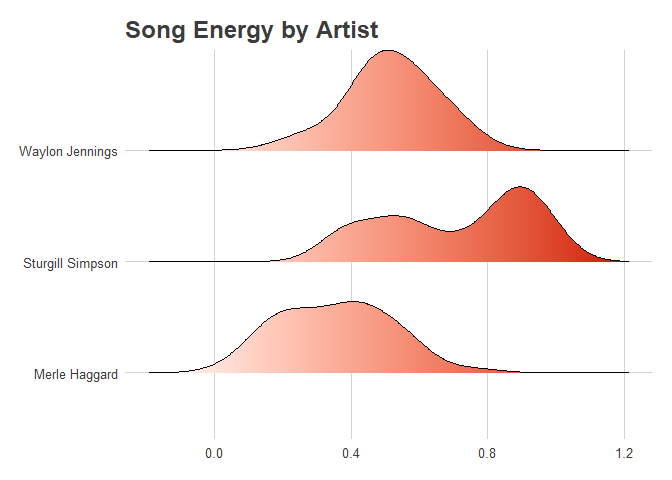 Song Energy by Artist
Waylon Jennings
Sturgill Simpson
Merle Haggard
0.0 0.4 0.8 1.2